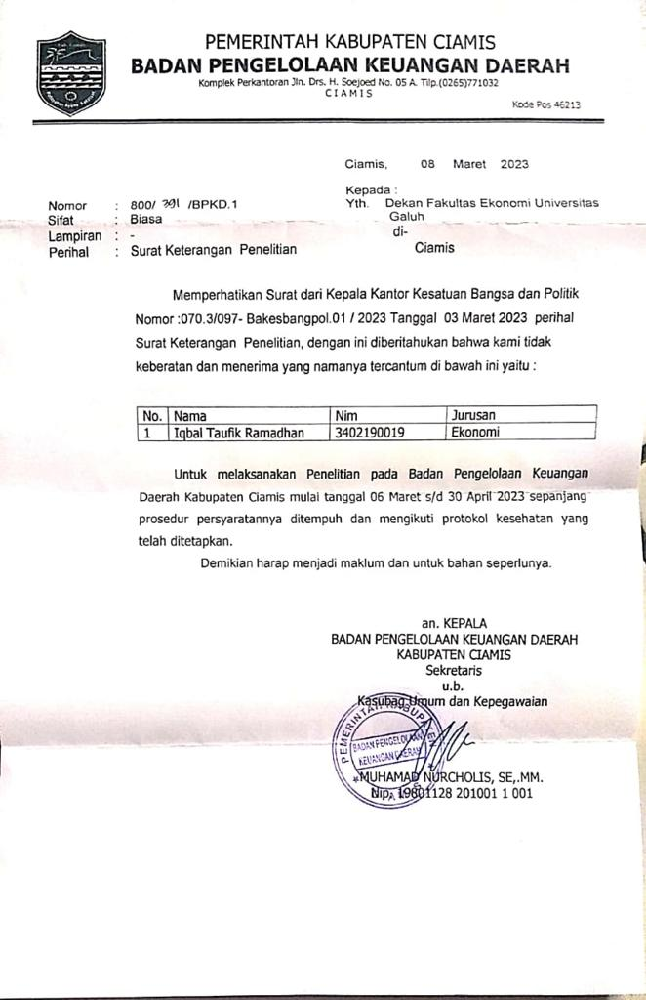 PEMERINTAH KABUPATEN CIAMIS
BADAN PENGELOLAAN KEUANGAN DAERAH
Komplek Perkantoran Jln. Drs. H. Soejoed No. 05 A. Tilp.(0265)771032
CIAMIS
Kode Pos 46213
Ciamis, 08 Maret 2023
Kepada :
Nomor : 800/ 391 /BPKD.1 Yth. Dekan Fakultas Ekonomi Universitas
Sifat : Biasa Galuh
Lampiran : - di-
Perihal : Surat Keterangan Penelitian Ciamis
Memperhatikan Surat dari Kepala Kantor Kesatuan Bangsa dan Politik
Nomor :070.3/097- Bakesbangpol.01 / 2023 Tanggal 03 Maret 2023 perihal
Surat Keterangan Penelitian, dengan ini diberitahukan bahwa kami tidak
keberatan dan menerima yang namanya tercantum di bawah ini yaitu :
No. Nama Nim Jurusan
1 Iqbal Taufik Ramadhan 3402190019 Ekonomi
Untuk melaksanakan Penelitian pada Badan Pengelolaan Keuangan
Daerah Kabupaten Ciamis mulai tanggal 06 Maret s/d 30 April 2023 sepanjang
prosedur persyaratannya ditempuh dan mengikuti protokol kesehatan yang
telah ditetapkan.
Demikian harap menjadi maklum dan untuk bahan seperlunya.
an. KEPALA
BADAN PENGELOLAAN KEUANGAN DAERAH
KABUPATEN CIAMIS
Sekretaris
u.b.
Kasubag Umum dan Kepegawaian
PEMERINTAH KABUPATEN
BADAN PENGELOLAAN
KEUANGAN DAERAH
CIAMIS
MUHAMAD NURCHOLIS, SE,.MM.
Nip. 19801128 201001 1 001